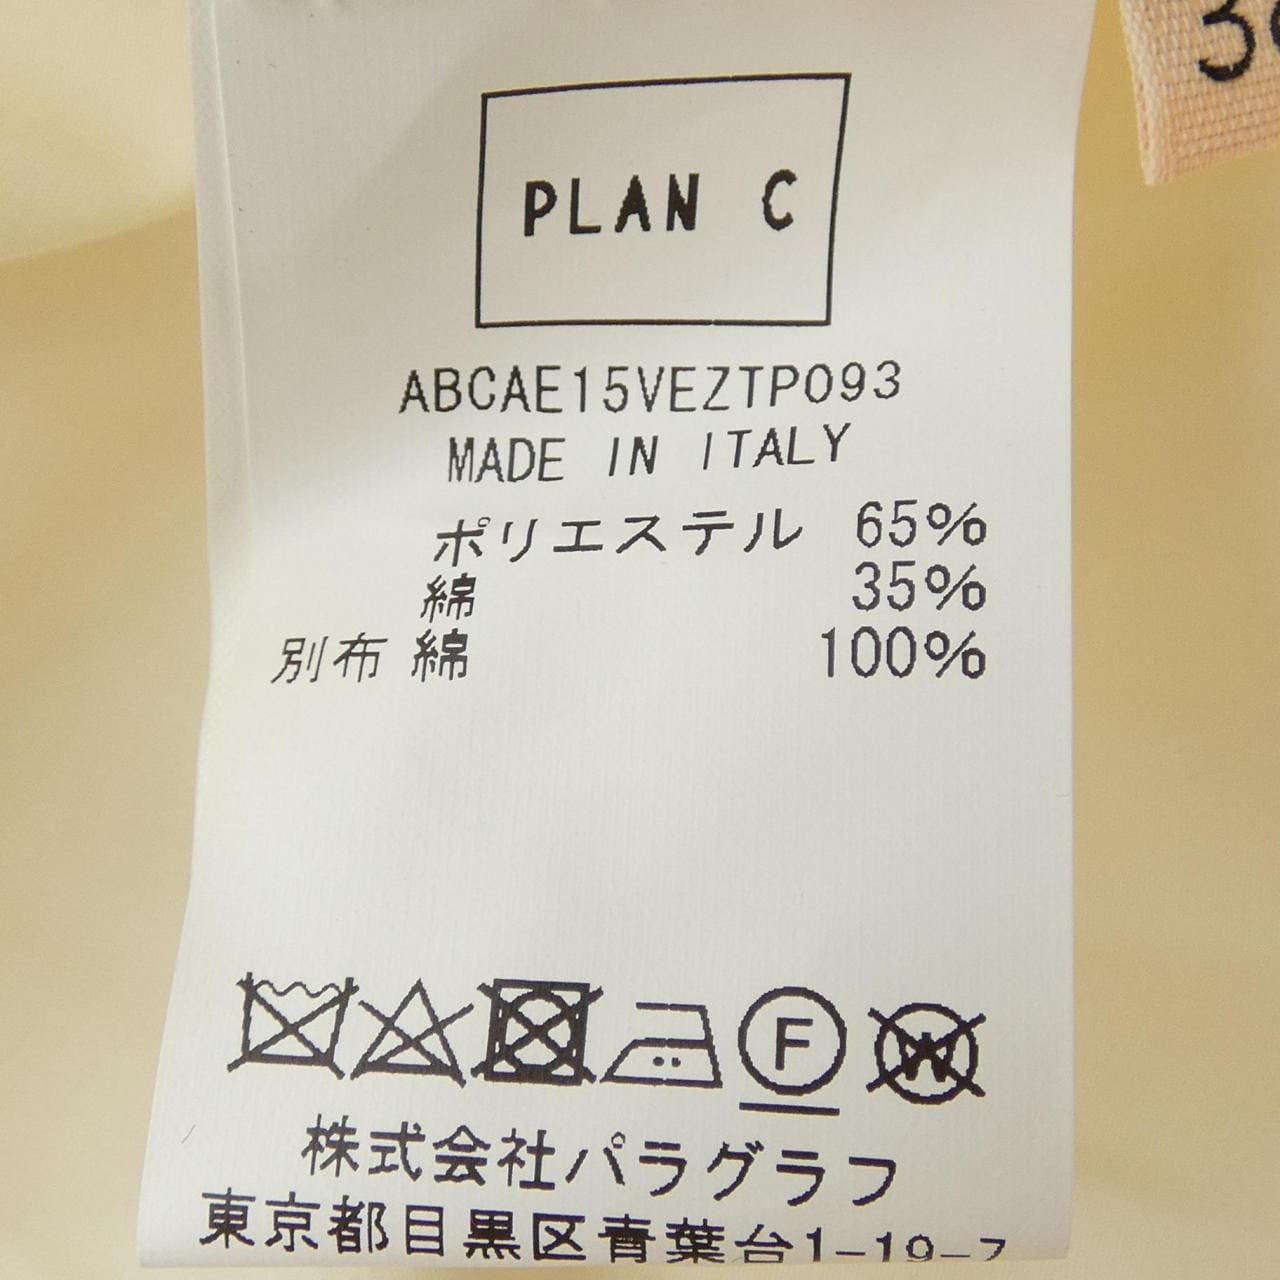 PLAN C
ABCAE15VEZTP093
MADE IN ITALY
ポリエステル 65%
綿 35%
別布 綿 100%
F
W
株式会社パラグラフ
東京都目黒区青葉台1-19-7